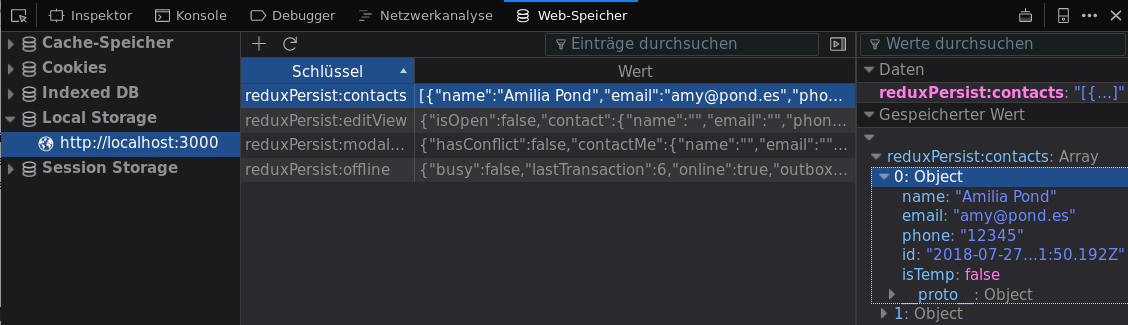 Inspektor Konsole Debugger Netzwerkanalyse Web-Speicher
Cache-Speicher
Cookies
Indexed DB
Local Storage
http://localhost:3000
Session Storage
Einträge durchsuchen
Schlüssel Wert
reduxPersist:contacts [{"name":"Amilia Pond","email":"amy@pond.es","pho…
reduxPersist:editView {"isOpen":false,"contact":{"name":"","email":"","phon…
reduxPersist:modal… {"hasConflict":false,"contactMe":{"name":"","email":""…
reduxPersist:offline {"busy":false,"lastTransaction":6,"online":true,"outbox…
Werte durchsuchen
Daten
reduxPersist:contacts: "[{…]"
Gespeicherter Wert
reduxPersist:contacts: Array
0: Object
name: "Amilia Pond"
email: "amy@pond.es"
phone: "12345"
id: "2018-07-27…1:50.192Z"
isTemp: false
__proto__: Object
1: Object